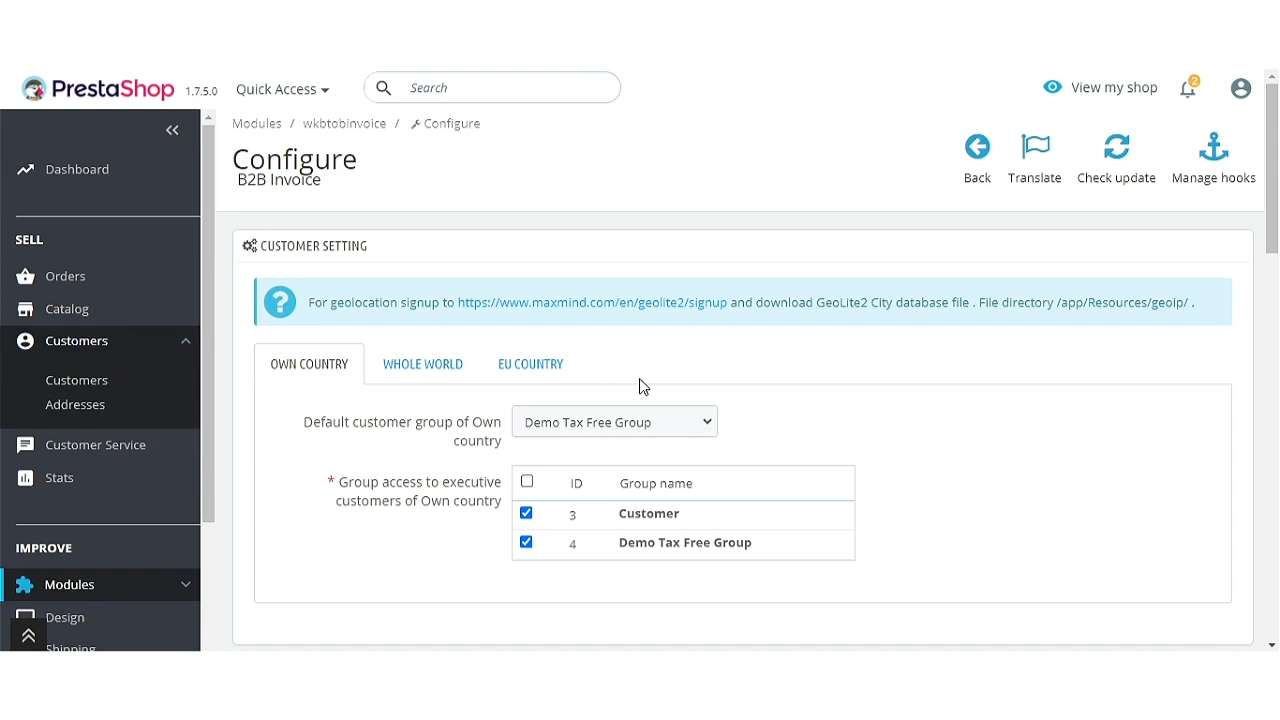 PrestaShop 1.7.5.0 Quick Access Search View my shop 2
Modules / wkbtobinvoice / Configure
Configure
B2B Invoice
Back Translate Check update Manage hooks
Dashboard
SELL
Orders
Catalog
Customers
Customers
Addresses
Customer Service
Stats
IMPROVE
Modules
Design
Shipping
CUSTOMER SETTING
? For geolocation signup to https://www.maxmind.com/en/geolite2/signup and download GeoLite2 City database file . File directory /app/Resources/geoip/ .
OWN COUNTRY WHOLE WORLD EU COUNTRY
Default customer group of Own
country
Demo Tax Free Group
* Group access to executive
customers of Own country
ID Group name
3 Customer
4 Demo Tax Free Group